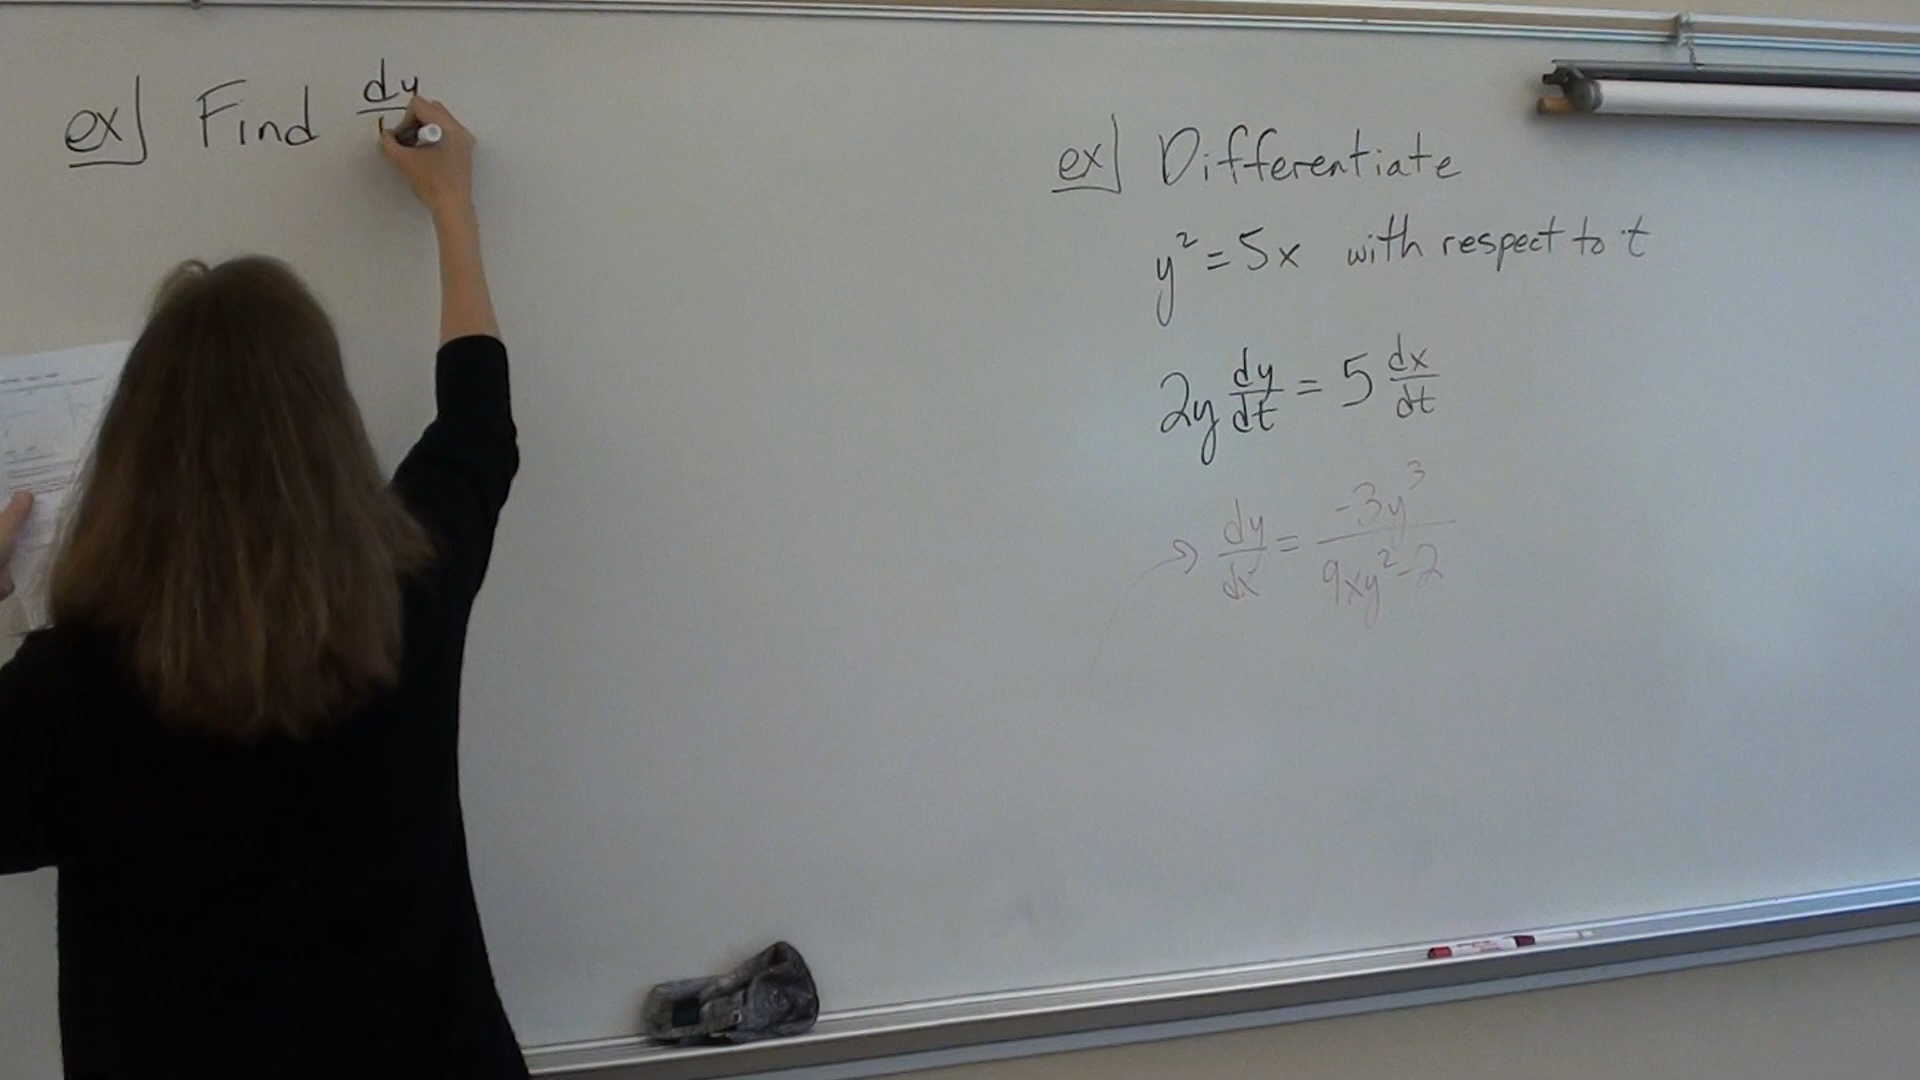 ex] Find dy
ex] Differentiate
y² = 5x with respect to t
2y dy/dt = 5 dx/dt
→ dy/dx = -3y³/(9xy²-2)